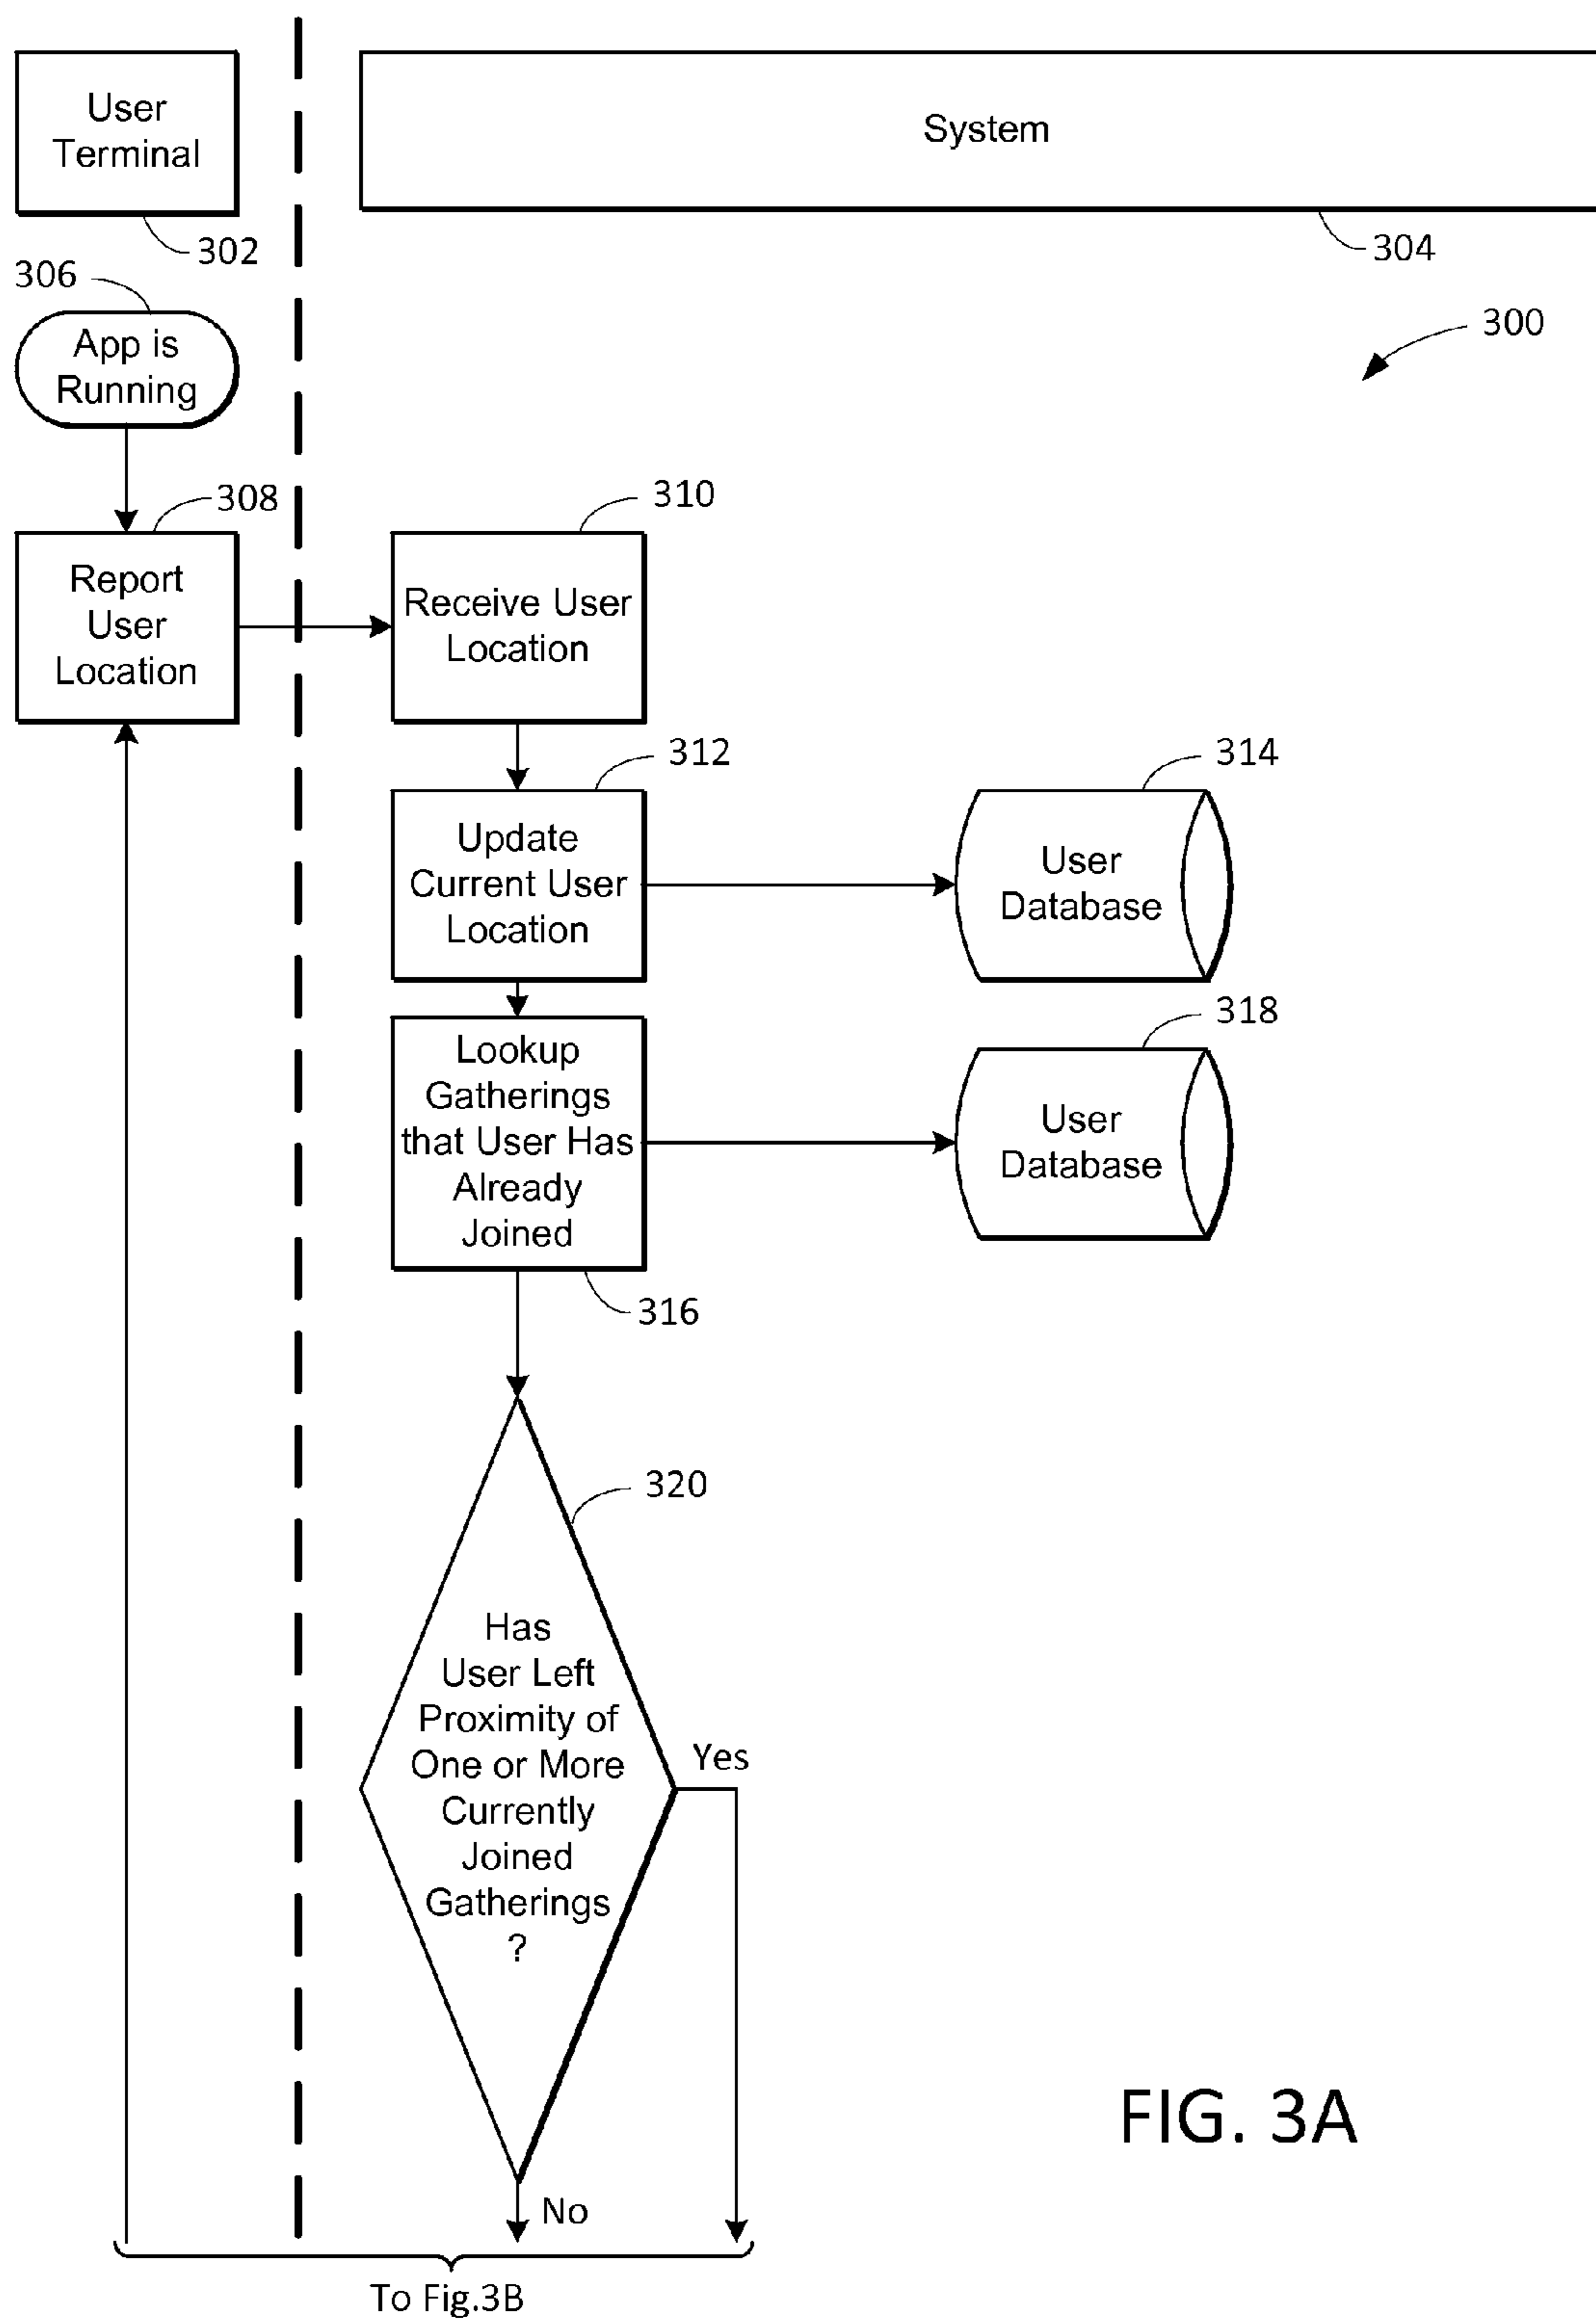 User
Terminal
System
302
304
306
300
App is
Running
308
310
Report
User
Location
Receive User
Location
312
314
Update
Current User
Location
User
Database
318
Lookup
Gatherings
that User Has
Already
Joined
User
Database
316
320
Has
User Left
Proximity of
One or More
Currently
Joined
Gatherings
?
Yes
No
FIG. 3A
To Fig.3B